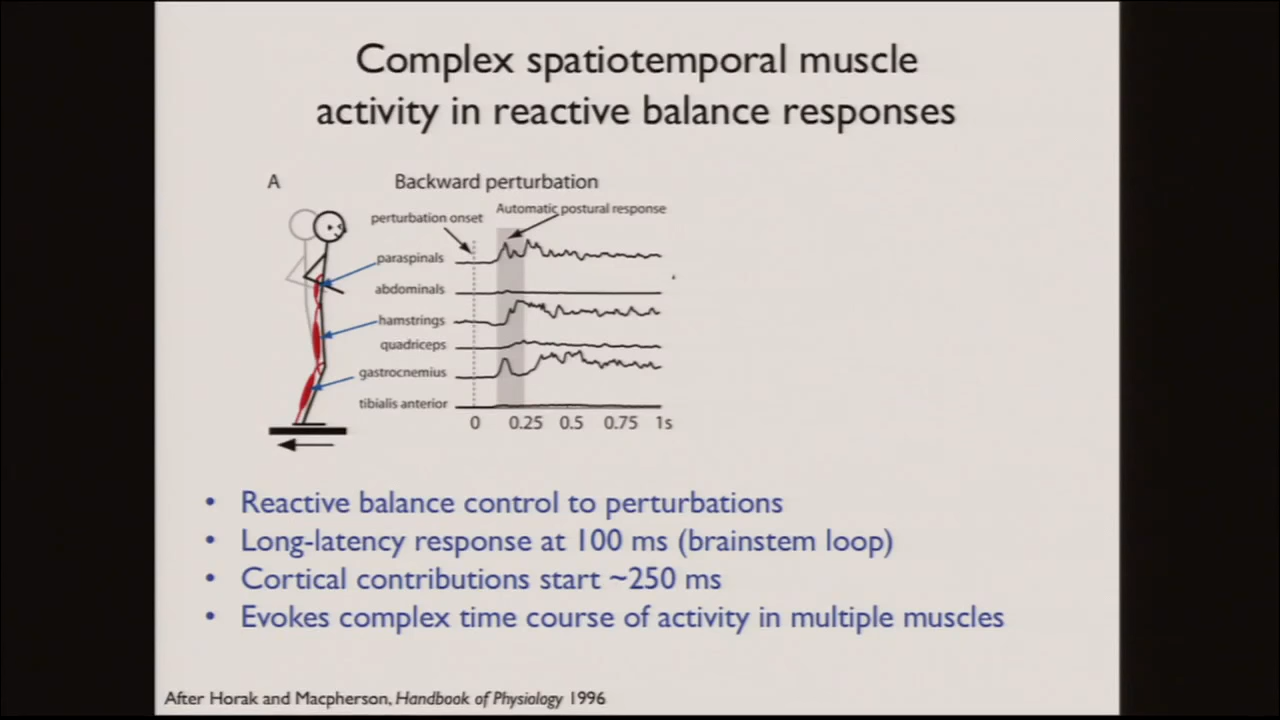 Complex spatiotemporal muscle
activity in reactive balance responses
A
Backward perturbation
perturbation onset
Automatic postural response
paraspinals
abdominals
hamstrings
quadriceps
gastrocnemius
tibialis anterior
0 0.25 0.5 0.75 1s
• Reactive balance control to perturbations
• Long-latency response at 100 ms (brainstem loop)
• Cortical contributions start ~250 ms
• Evokes complex time course of activity in multiple muscles
After Horak and Macpherson, Handbook of Physiology 1996